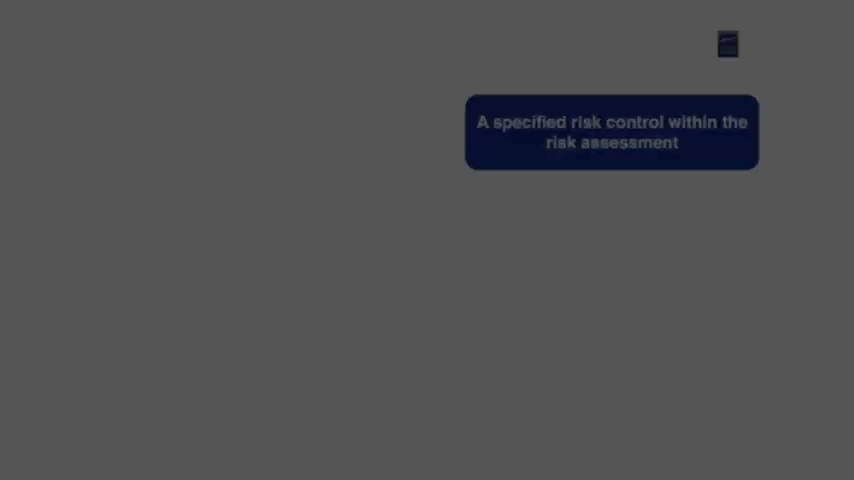 A specified risk control within the
risk assessment